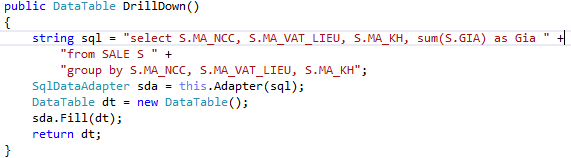 public DataTable DrillDown()
{
string sql = "select S.MA_NCC, S.MA_VAT_LIEU, S.MA_KH, sum(S.GIA) as Gia " +
"from SALE S " +
"group by S.MA_NCC, S.MA_VAT_LIEU, S.MA_KH";
SqlDataAdapter sda = this.Adapter(sql);
DataTable dt = new DataTable();
sda.Fill(dt);
return dt;
}